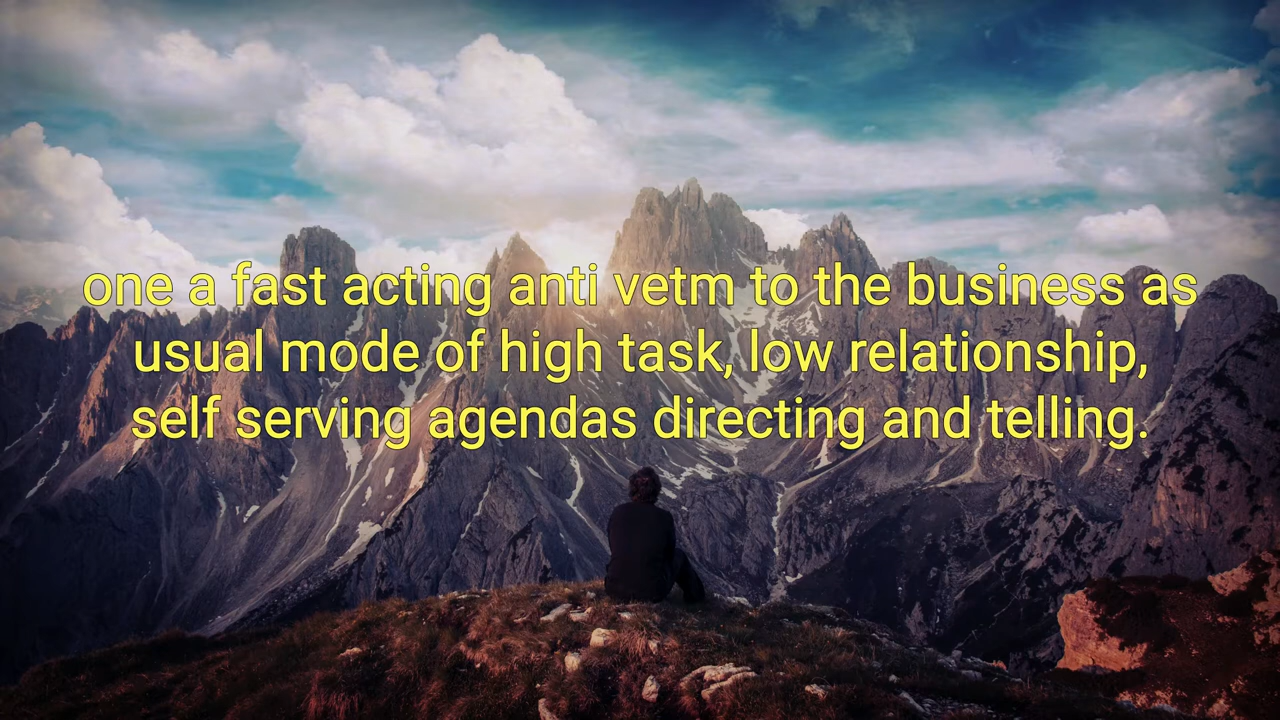 one a fast acting anti vetm to the business as
usual mode of high task, low relationship,
self serving agendas directing and telling.